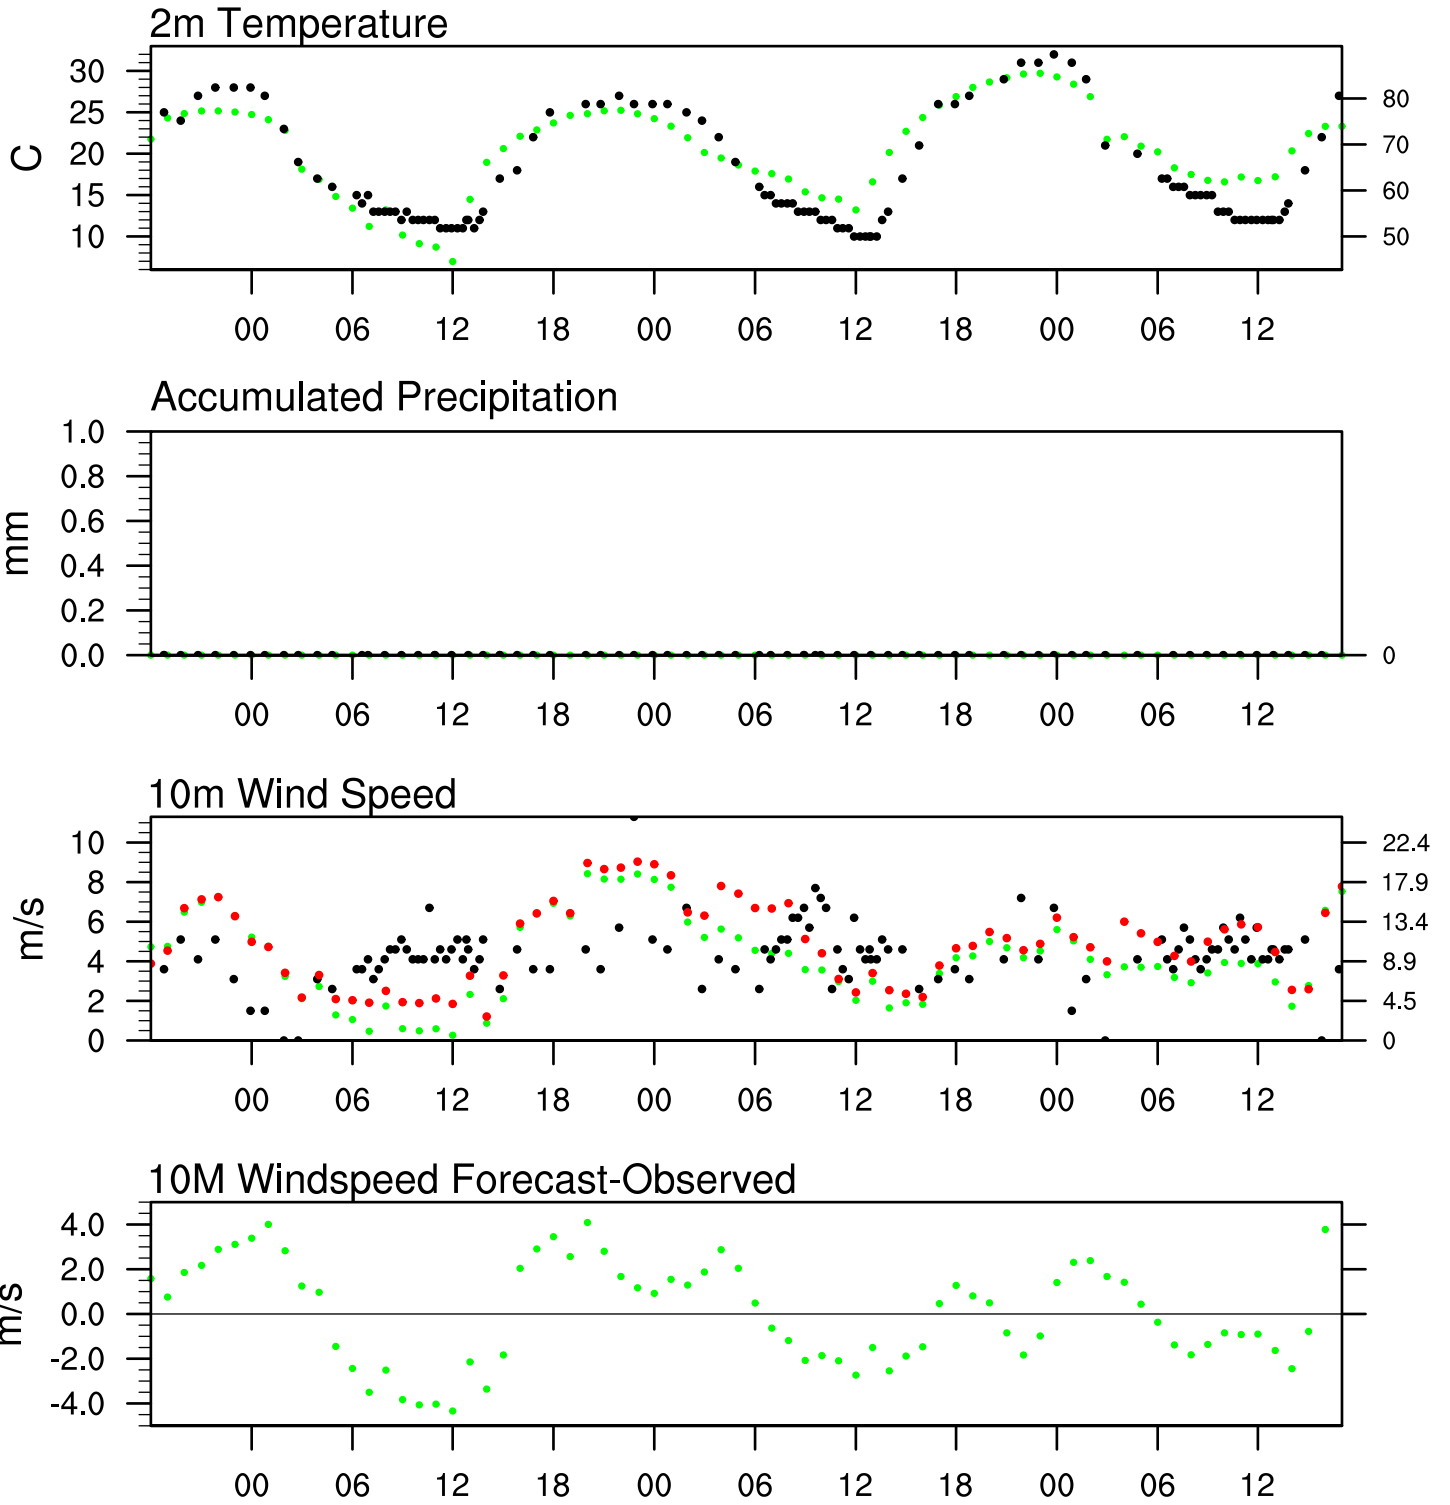 2m Temperature
C
30
25
20
15
10
80
70
60
50
00 06 12 18 00 06 12 18 00 06 12
Accumulated Precipitation
mm
1.0
0.8
0.6
0.4
0.2
0.0
0
00 06 12 18 00 06 12 18 00 06 12
10m Wind Speed
m/s
10
8
6
4
2
0
22.4
17.9
13.4
8.9
4.5
0
00 06 12 18 00 06 12 18 00 06 12
10M Windspeed Forecast-Observed
m/s
4.0
2.0
0.0
-2.0
-4.0
00 06 12 18 00 06 12 18 00 06 12